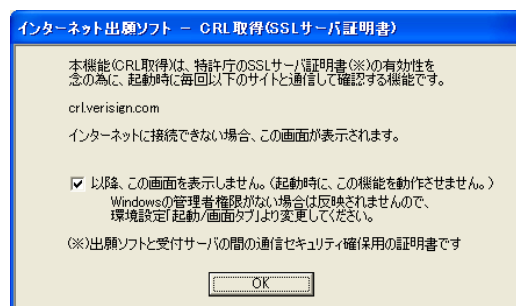 インターネット出願ソフト － CRL取得(SSLサーバ証明書)
本機能(CRL取得)は、特許庁のSSLサーバ証明書(※)の有効性を
念の為に、起動時に毎回以下のサイトと通信して確認する機能です。
crl.verisign.com
インターネットに接続できない場合、この画面が表示されます。
以降、この画面を表示しません。(起動時に、この機能を動作させません。)
Windowsの管理者権限がない場合は反映されませんので、
環境設定「起動/画面タブ」より変更してください。
(※)出願ソフトと受付サーバの間の通信セキュリティ確保用の証明書です
OK